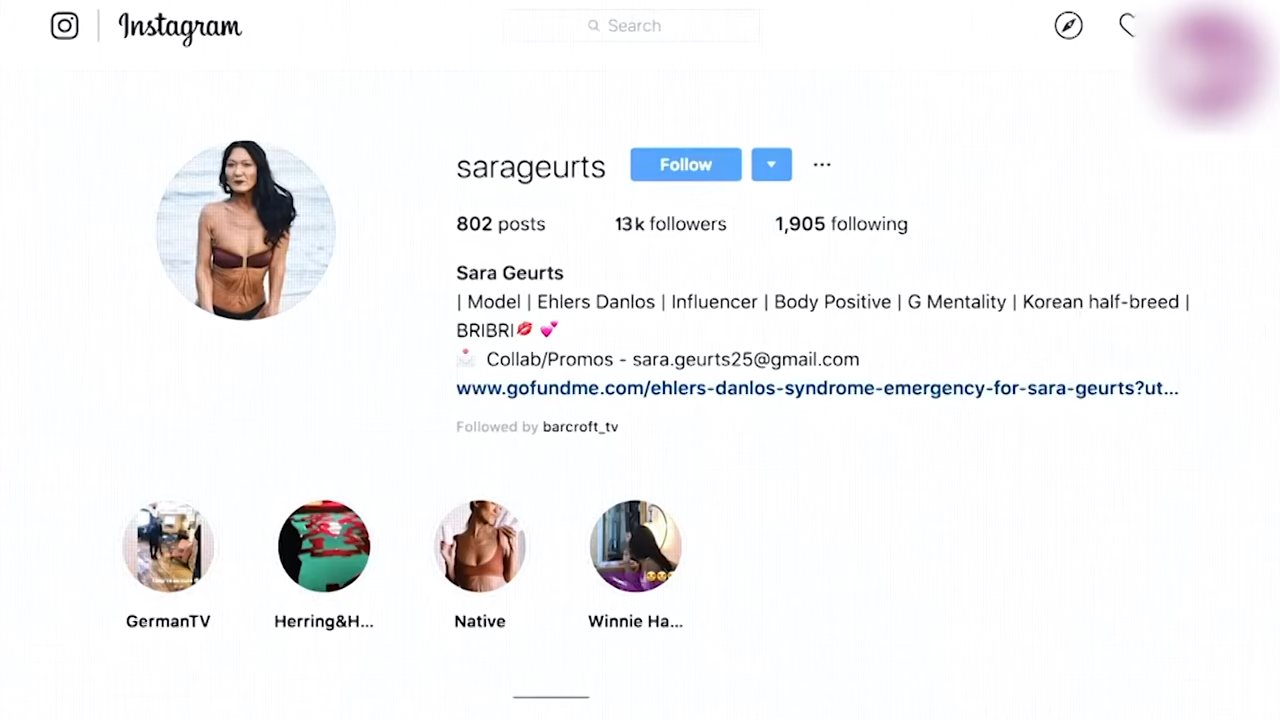 Instagram
Search
sarageurts Follow ...
802 posts 13k followers 1,905 following
Sara Geurts
| Model | Ehlers Danlos | Influencer | Body Positive | G Mentality | Korean half-breed |
BRIBRI💋 💕
💌 Collab/Promos - sara.geurts25@gmail.com
www.gofundme.com/ehlers-danlos-syndrome-emergency-for-sara-geurts?ut...
Followed by barcroft_tv
GermanTV Herring&H... Native Winnie Ha...